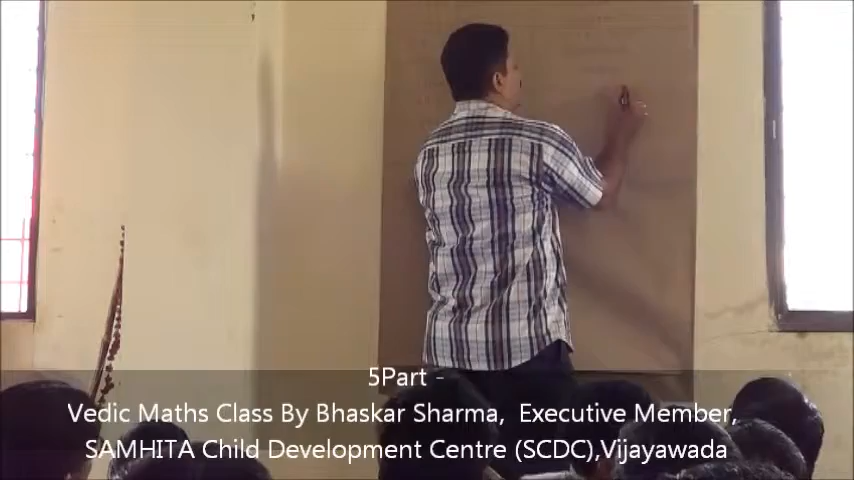 5Part -
Vedic Maths Class By Bhaskar Sharma, Executive Member,
SAMHITA Child Development Centre (SCDC),Vijayawada